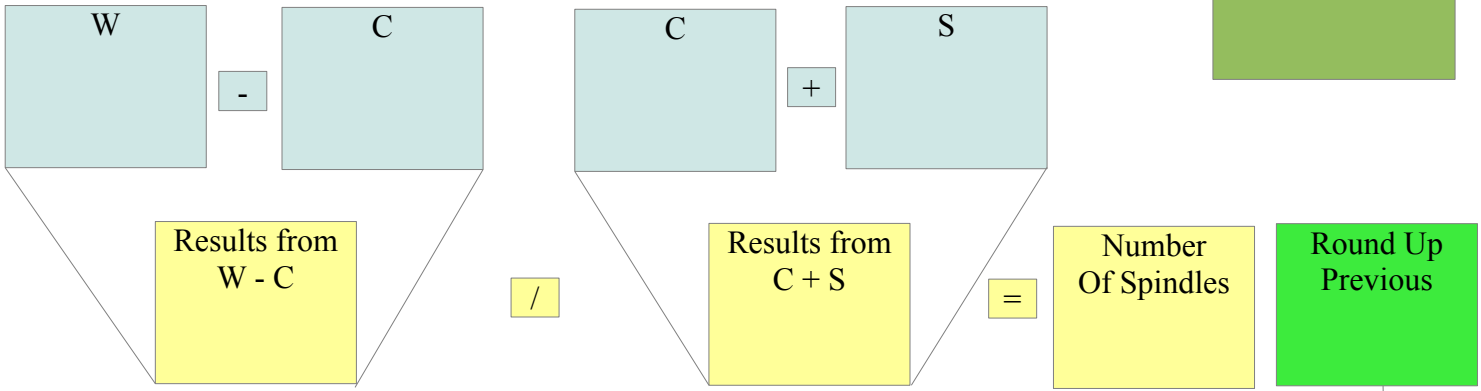 W
-
C
C
+
S
Results from
W - C
/
Results from
C + S
=
Number
Of Spindles
Round Up
Previous